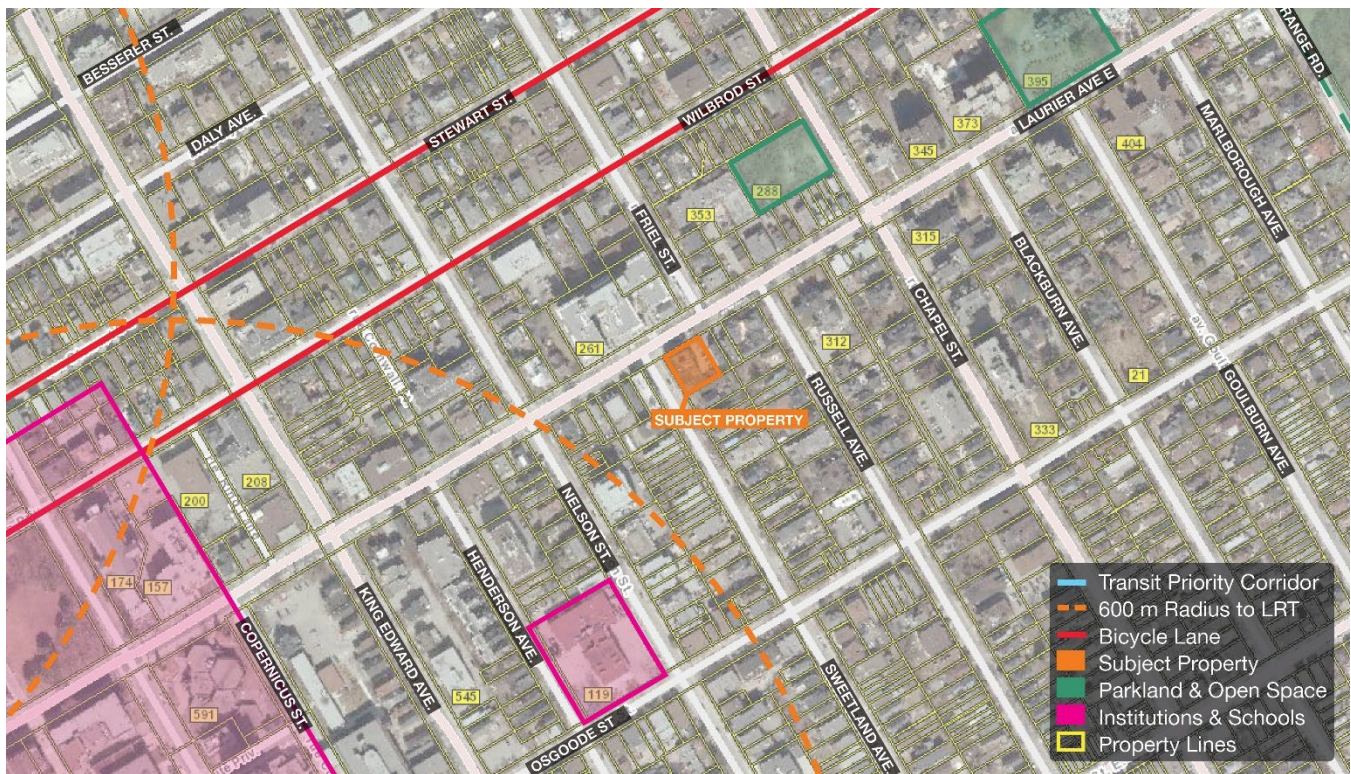 BESSERER ST.
DALY AVE.
STEWART ST.
WILBROD ST.
RANGE RD.
395
LAURIER AVE E
373
345
404
MARLBOROUGH AVE.
288
353
FRIEL ST.
315
BLACKBURN AVE.
CHAPEL ST.
261
312
21
GOULBURN AVE.
SUBJECT PROPERTY
RUSSELL AVE.
333
200
208
NELSON ST.
HENDERSON AVE.
KING EDWARD AVE.
174
157
COPERNICUS ST.
119
545
591
OSGOODE ST
SWEETLAND AVE.
Transit Priority Corridor
600 m Radius to LRT
Bicycle Lane
Subject Property
Parkland & Open Space
Institutions & Schools
Property Lines